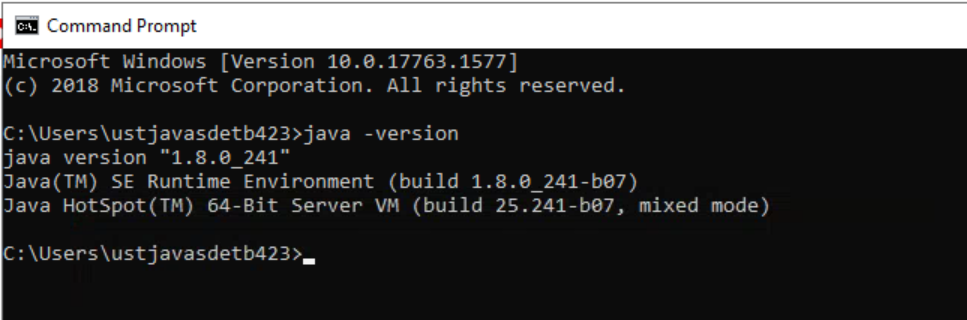 Command Prompt
Microsoft Windows [Version 10.0.17763.1577]
(c) 2018 Microsoft Corporation. All rights reserved.
C:\Users\ustjavasdetb423>java -version
java version "1.8.0_241"
Java(TM) SE Runtime Environment (build 1.8.0_241-b07)
Java HotSpot(TM) 64-Bit Server VM (build 25.241-b07, mixed mode)
C:\Users\ustjavasdetb423>